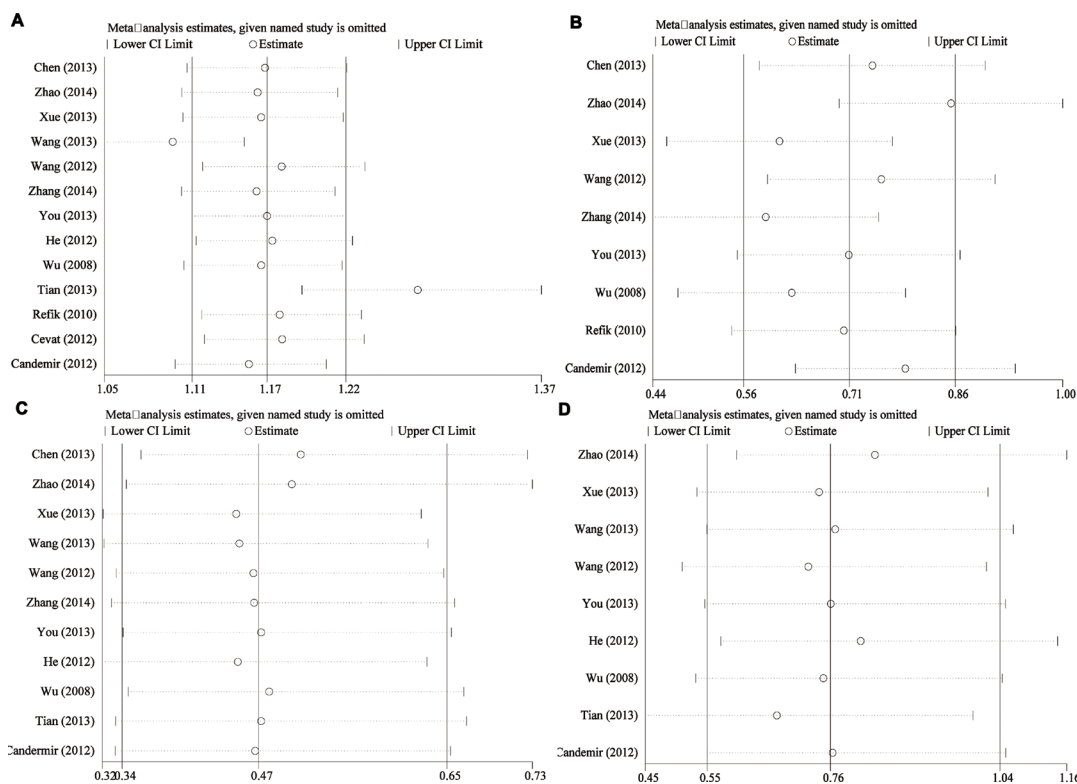 A
Meta□analysis estimates, given named study is omitted
| Lower CI Limit ○ Estimate | Upper CI Limit
Chen (2013)
Zhao (2014)
Xue (2013)
Wang (2013)
Wang (2012)
Zhang (2014)
You (2013)
He (2012)
Wu (2008)
Tian (2013)
Refik (2010)
Cevat (2012)
Candemir (2012)
1.05 1.11 1.17 1.22 1.37
B
Meta□analysis estimates, given named study is omitted
| Lower CI Limit ○ Estimate | Upper CI Limit
Chen (2013)
Zhao (2014)
Xue (2013)
Wang (2012)
Zhang (2014)
You (2013)
Wu (2008)
Refik (2010)
Candemir (2012)
0.44 0.56 0.71 0.86 1.00
C
Meta□analysis estimates, given named study is omitted
| Lower CI Limit ○ Estimate | Upper CI Limit
Chen (2013)
Zhao (2014)
Xue (2013)
Wang (2013)
Wang (2012)
Zhang (2014)
You (2013)
He (2012)
Wu (2008)
Tian (2013)
Candermir (2012)
0.32 0.34 0.47 0.65 0.73
D
Meta□analysis estimates, given named study is omitted
| Lower CI Limit ○ Estimate | Upper CI Limit
Zhao (2014)
Xue (2013)
Wang (2013)
Wang (2012)
You (2013)
He (2012)
Wu (2008)
Tian (2013)
Candemir (2012)
0.45 0.55 0.76 1.04 1.16